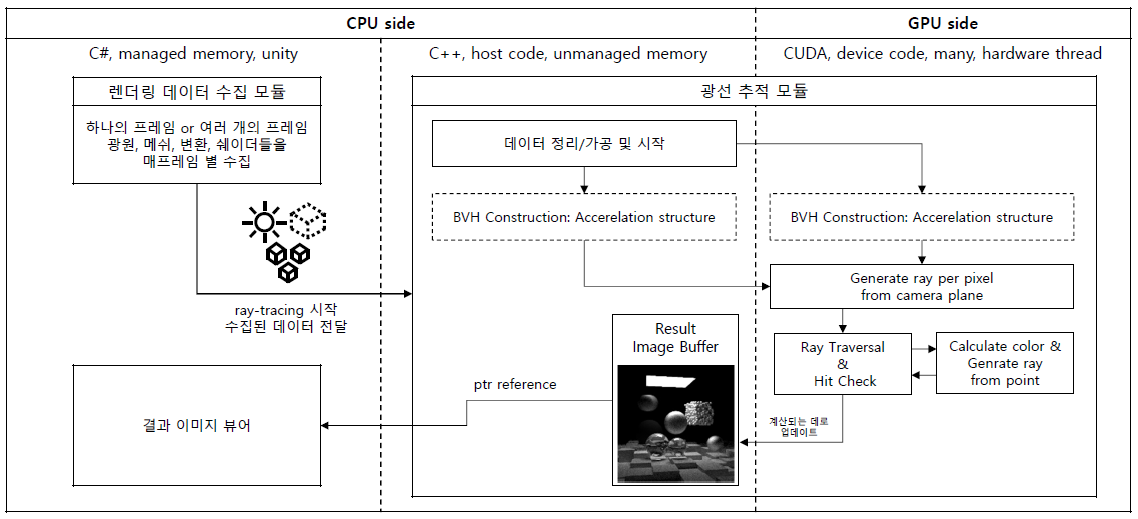 CPU side
GPU side
C#, managed memory, unity
C++, host code, unmanaged memory
CUDA, device code, many, hardware thread
렌더링 데이터 수집 모듈
하나의 프레임 or 여러 개의 프레임
광원, 메쉬, 변환, 쉐이더들을
매프레임 별 수집
광선 추적 모듈
데이터 정리/가공 및 시작
BVH Construction: Accerelation structure
BVH Construction: Accerelation structure
Generate ray per pixel
from camera plane
ray-tracing 시작
수집된 데이터 전달
Result
Image Buffer
Ray Traversal
&
Hit Check
Calculate color &
Genrate ray
from point
ptr reference
계산되는 데로
업데이트
결과 이미지 뷰어